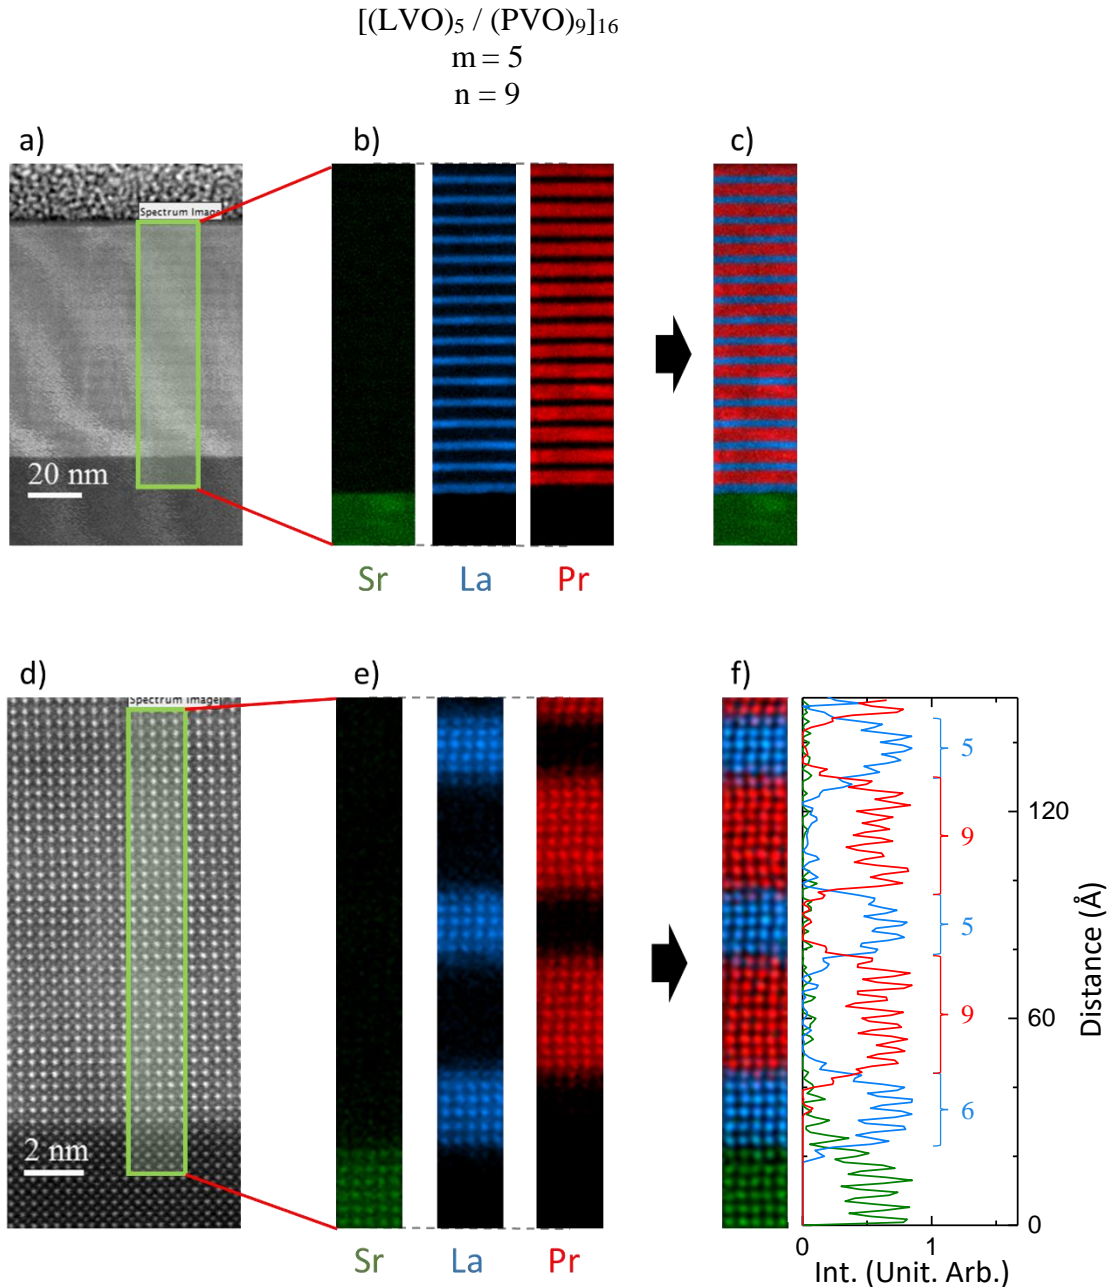 [(LVO)₅ / (PVO)₉]₁₆
m = 5
n = 9
a)
b)
c)
Spectrum Image
20 nm
Sr
La
Pr
d)
e)
f)
Spectrum Image
2 nm
5
9
5
9
6
120
60
0
Distance (Å)
Sr
La
Pr
0
1
Int. (Unit. Arb.)